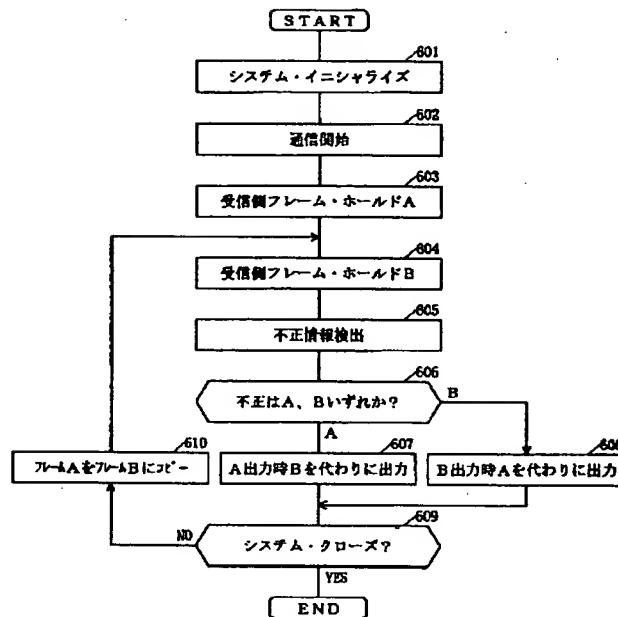 START
601
システム・イニシャライズ
602
通信開始
603
受信側フレーム・ホールドA
604
受信側フレーム・ホールドB
605
不正情報検出
606
不正はA、Bいずれか?
B
A
610
フレームAをフレームBにコピー
607
A出力時Bを代わりに出力
608
B出力時Aを代わりに出力
609
NO
システム・クローズ?
YES
END